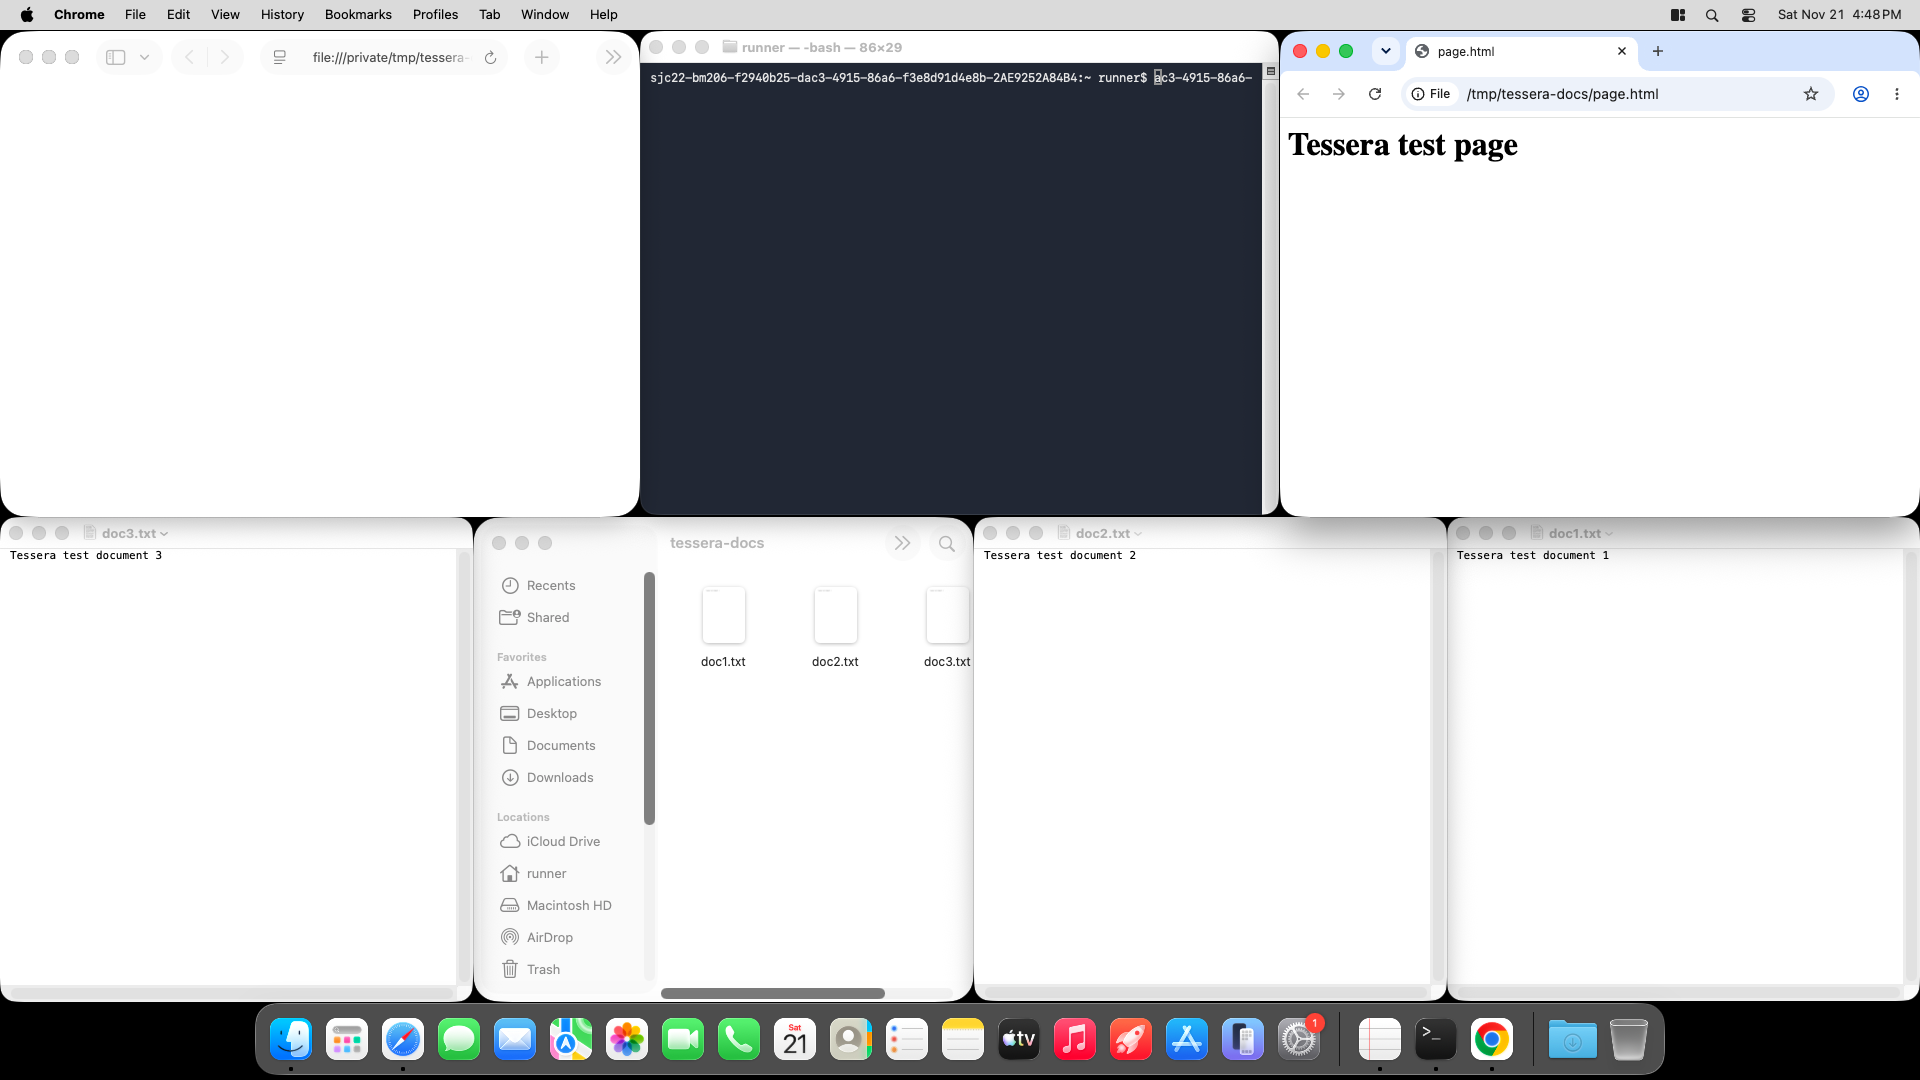 Chrome File Edit View History Bookmarks Profiles Tab Window Help
Sat Nov 21 4:48 PM
file:///private/tmp/tessera-
runner — -bash — 86×29
page.html
sjc22-bm206-f2940b25-dac3-4915-86a6-f3e8d91d4e8b-2AE9252A84B4:~ runner$ ac3-4915-86a6-
File /tmp/tessera-docs/page.html
Tessera test page
doc3.txt
Tessera test document 3
tessera-docs
Recents
Shared
Favorites
Applications
Desktop
Documents
Downloads
Locations
iCloud Drive
runner
Macintosh HD
AirDrop
Trash
doc1.txt
doc2.txt
doc3.txt
doc2.txt
Tessera test document 2
doc1.txt
Tessera test document 1
Sat
21
tv
1